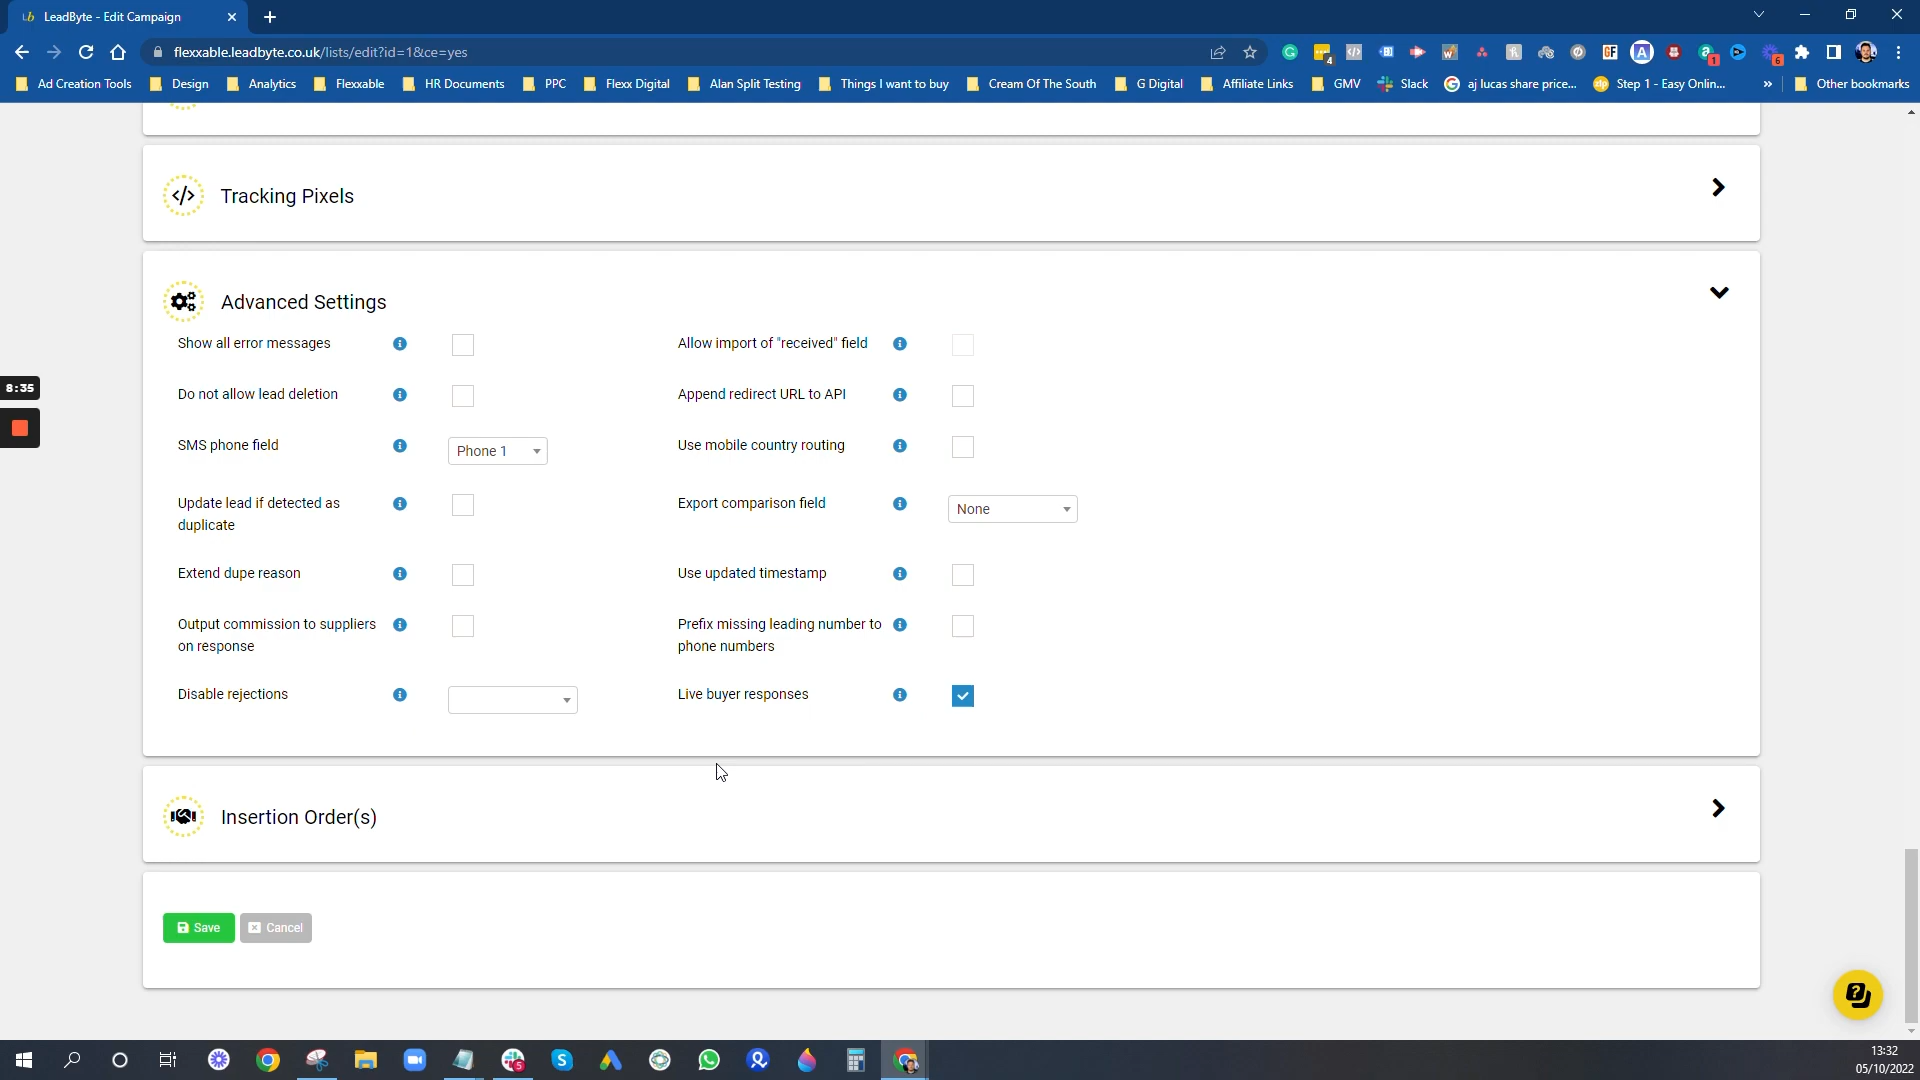 LeadByte - Edit Campaign
flexxable.leadbyte.co.uk/lists/edit?id=1&ce=yes
Ad Creation Tools Design Analytics Flexxable HR Documents PPC Flexx Digital Alan Split Testing Things I want to buy Cream Of The South G Digital Affiliate Links GMV Slack aj lucas share price... Step 1 - Easy Onlin... » Other bookmarks
Tracking Pixels
Advanced Settings
Show all error messages Allow import of "received" field
8:35
Do not allow lead deletion Append redirect URL to API
SMS phone field Phone 1 Use mobile country routing
Update lead if detected as duplicate Export comparison field None
Extend dupe reason Use updated timestamp
Output commission to suppliers on response Prefix missing leading number to phone numbers
Disable rejections Live buyer responses
Insertion Order(s)
Save Cancel
13:32
05/10/2022